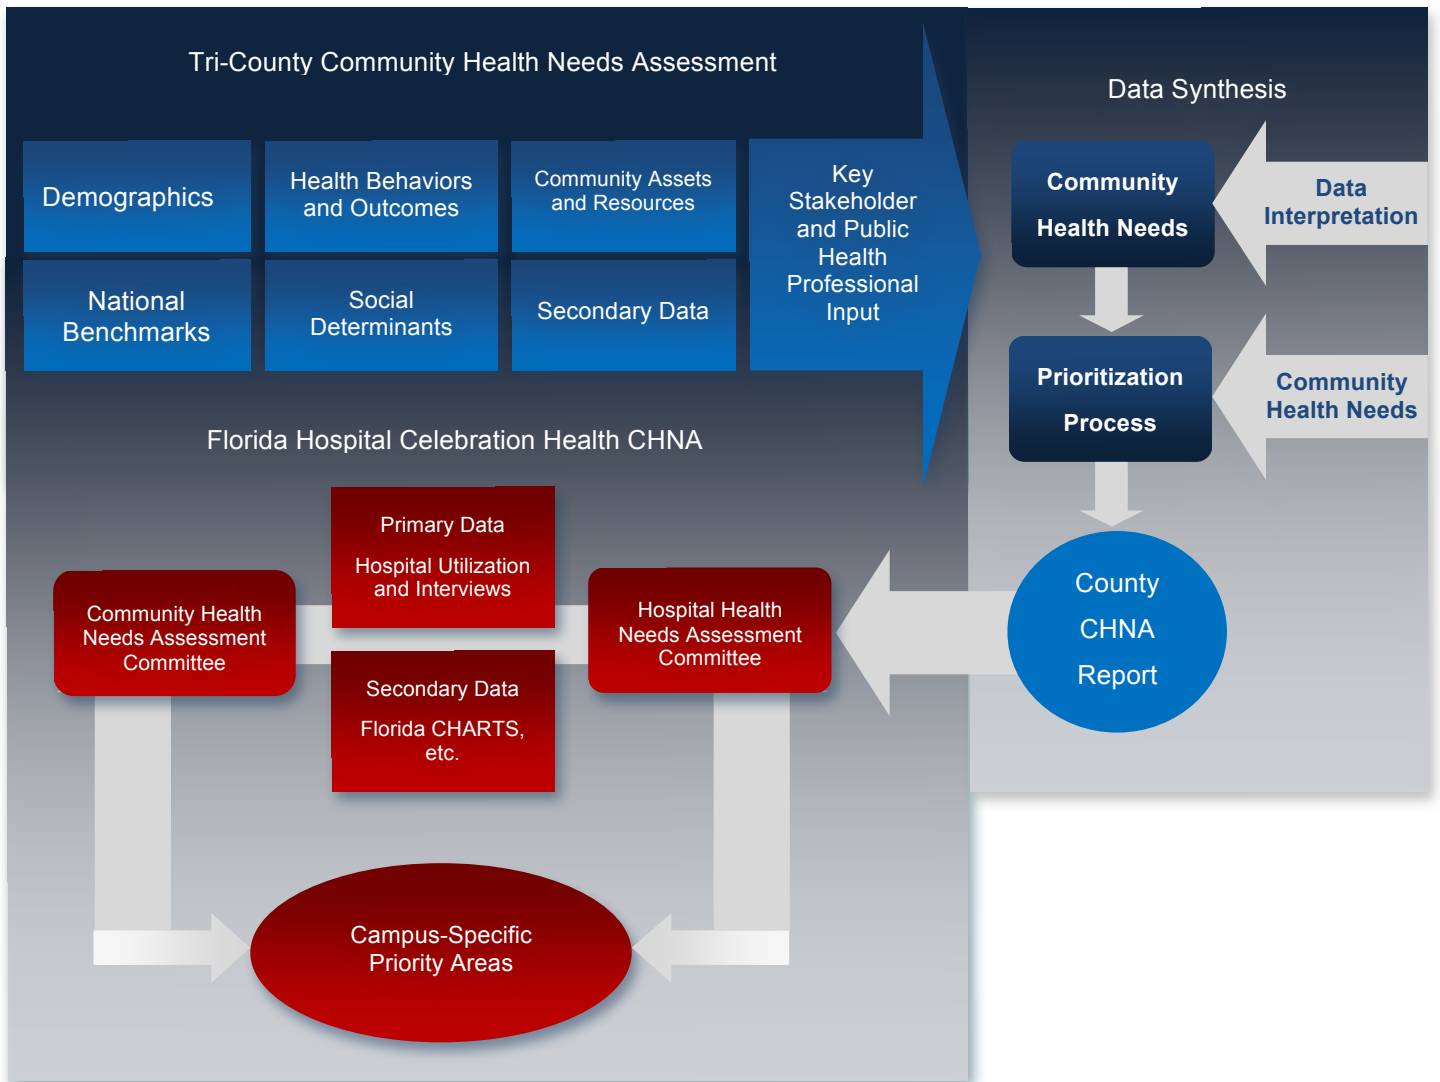 Tri-County Community Health Needs Assessment
Demographics
Health Behaviors
and Outcomes
Community Assets
and Resources
National
Benchmarks
Social
Determinants
Secondary Data
Key
Stakeholder
and Public
Health
Professional
Input
Data Synthesis
Community
Health Needs
Data
Interpretation
Prioritization
Process
Community
Health Needs
County
CHNA
Report
Florida Hospital Celebration Health CHNA
Primary Data
Hospital Utilization
and Interviews
Community Health
Needs Assessment
Committee
Hospital Health
Needs Assessment
Committee
Secondary Data
Florida CHARTS,
etc.
Campus-Specific
Priority Areas